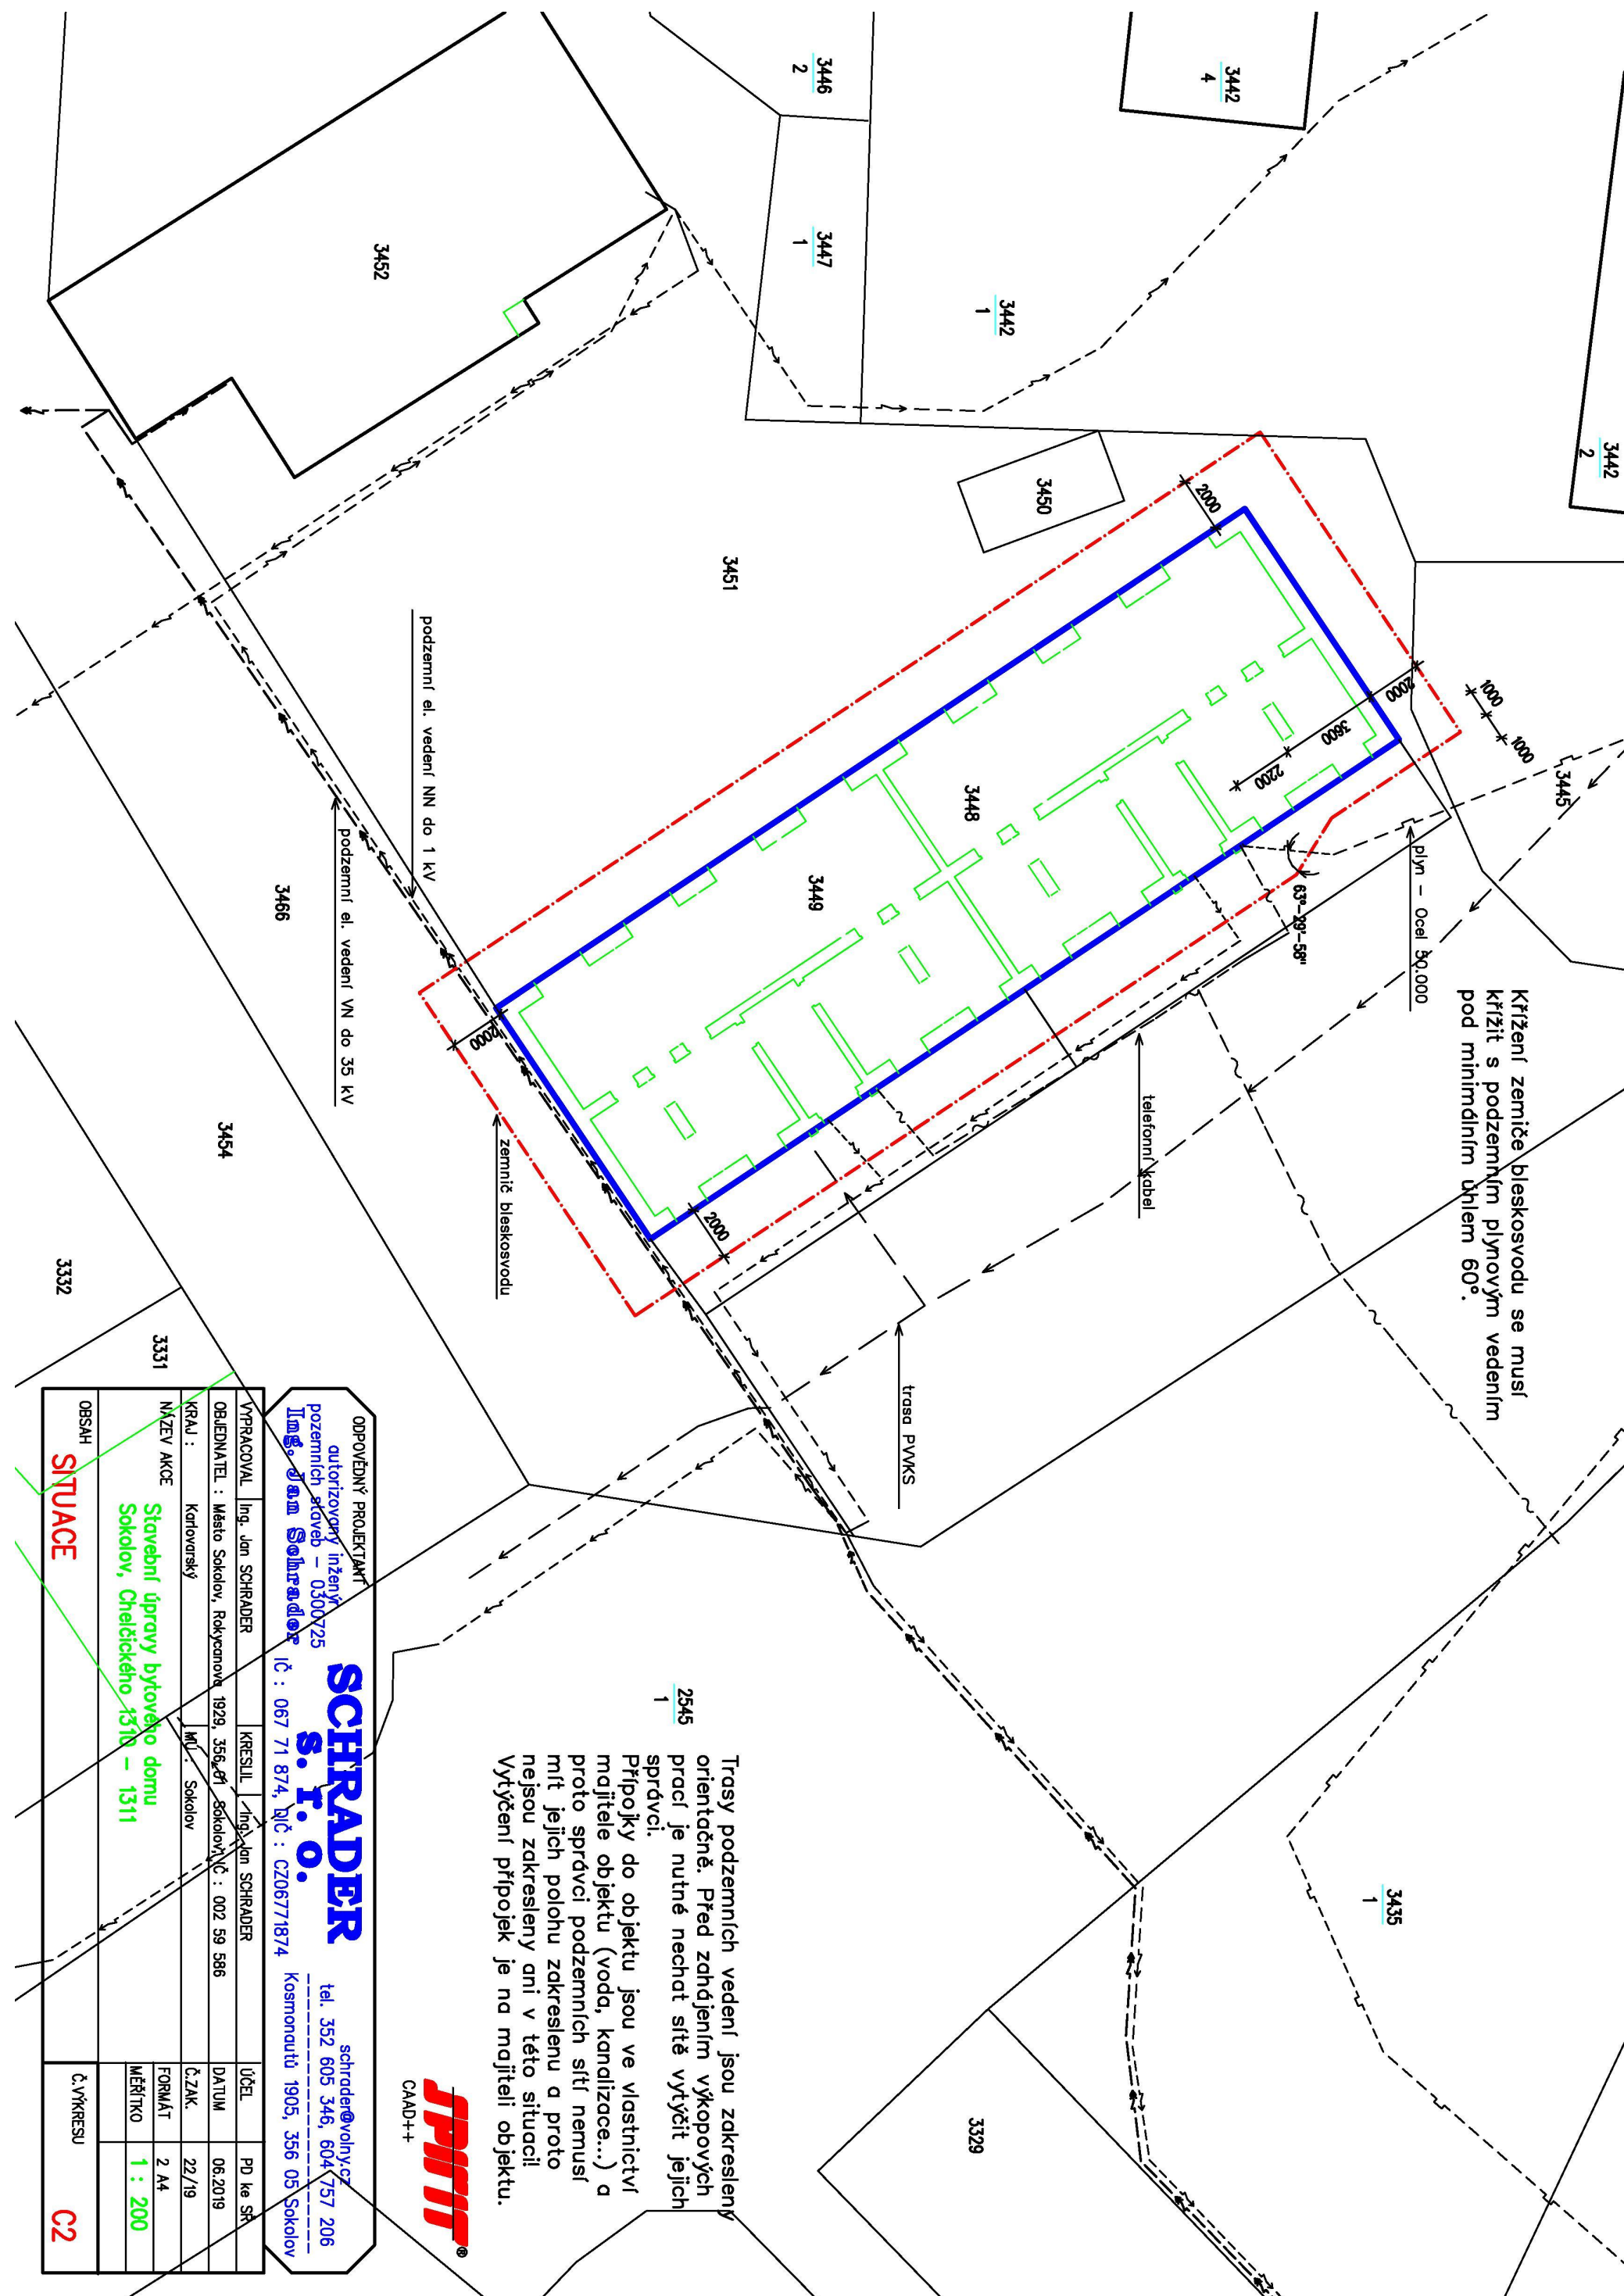 3446
2
3442
4
3442
2
3447
1
3442
1
3452
3450
3451
3445
3448
3449
3466
3454
3332
3331
3329
2545
1
3435
1
2000
2000
3600
2200
1000
1000
2000
2000
63°-29'-58"
plyn – Ocel 50.000
podzemní el. vedení NN do 1 kV
podzemní el. vedení VN do 35 kV
zemnič bleskosvodu
telefonní kabel
trasa PVVKS
Křížení zemniče bleskosvodu se musí
křížit s podzemním plynovým vedením
pod minimálním úhlem 60°.
Trasy podzemních vedení jsou zakresleny
orientačně. Před zahájením výkopových
prací je nutné nechat sítě vytýčit jejich
správci.
Přípojky do objektu jsou ve vlastnictví
majitele objektu (voda, kanalizace...) a
proto správci podzemních sítí nemusí
mít jejich polohu zakreslenu a proto
nejsou zakresleny ani v této situaci!
Vytýčení přípojek je na majiteli objektu.
CAAD++
ODPOVĚDNÝ PROJEKTANT
autorizovaný inženýr
pozemních staveb – 0300725
Ing. Jan Schrader
SCHRADER
s. r. o.
IČ : 067 71 874, DIČ : CZ06771874
schrader@volny.cz
tel. 352 605 346, 604 757 206
Kosmonautů 1905, 356 05 Sokolov
VYPRACOVAL Ing. Jan SCHRADER KRESLIL Ing. Jan SCHRADER
OBJEDNATEL : Město Sokolov, Rokycanova 1929, 356 01 Sokolov, IČ : 002 59 586
KRAJ : Karlovarský MÚ : Sokolov
NÁZEV AKCE
Stavební úpravy bytového domu
Sokolov, Chelčického 1310 – 1311
OBSAH
SITUACE
ÚČEL PD ke SŘ
DATUM 06.2019
Č.ZAK. 22/19
FORMÁT 2 A4
MĚŘÍTKO 1 : 200
Č.VÝKRESU
C2